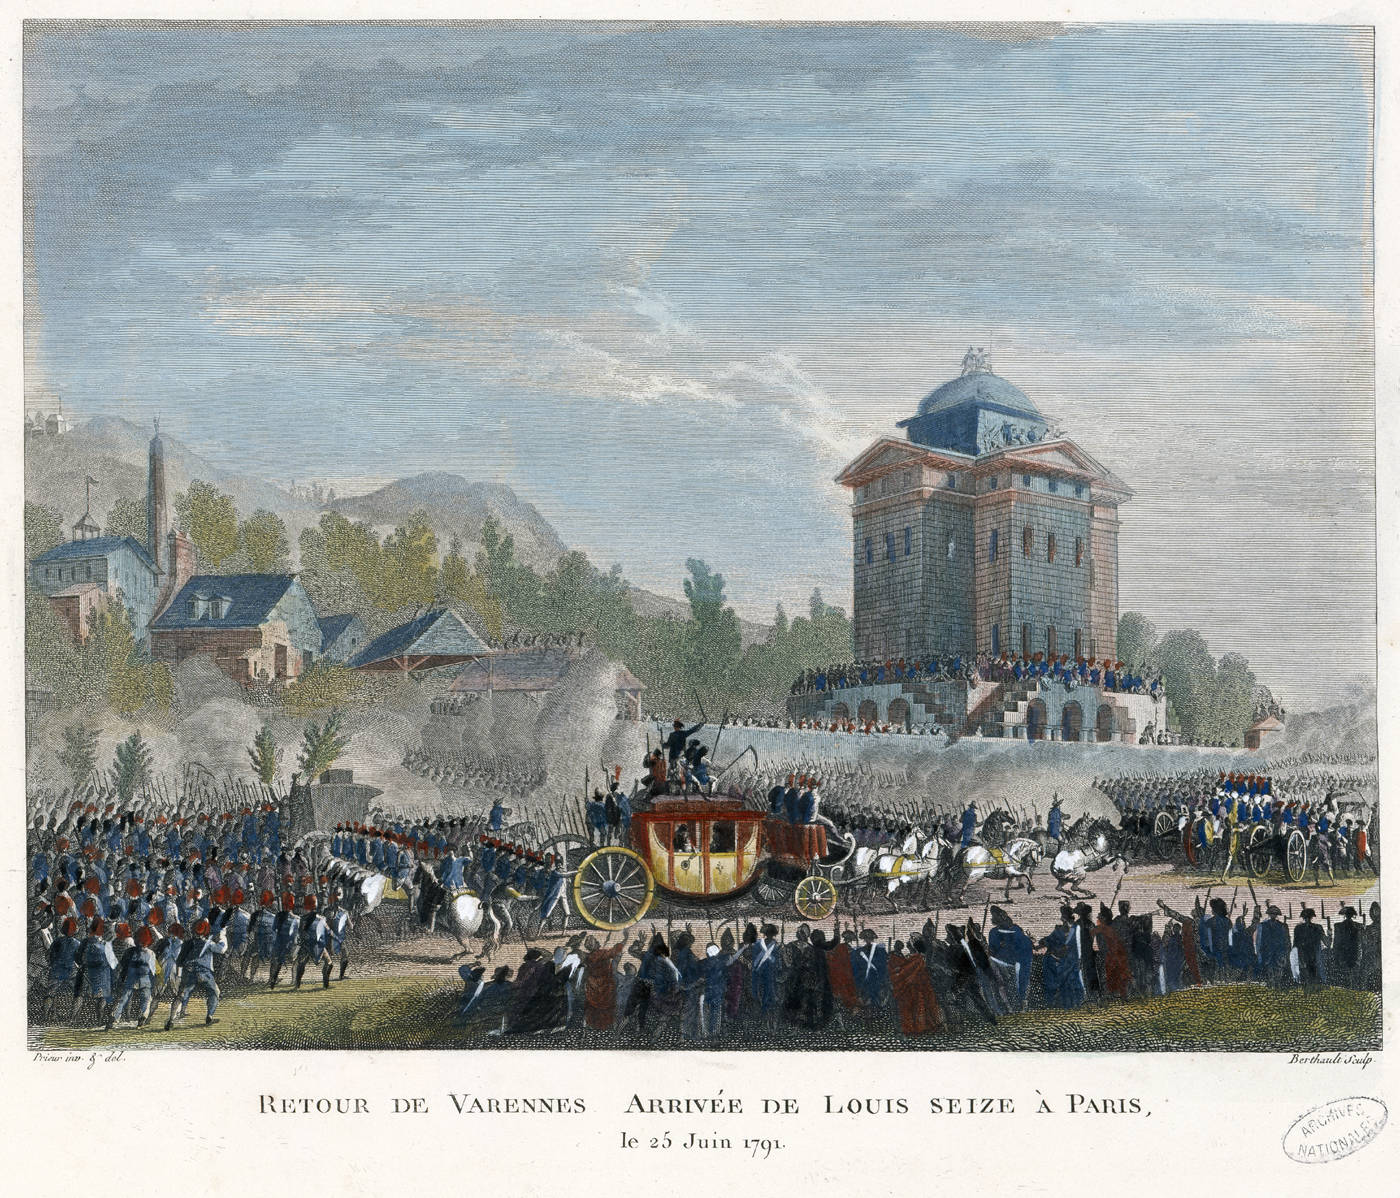 Prieur inv. & del.
Berthault Sculp.
RETOUR DE VARENNES ARRIVÉE DE LOUIS SEIZE À PARIS,
le 25 Juin 1791.
ARCHIVES
NATIONALES